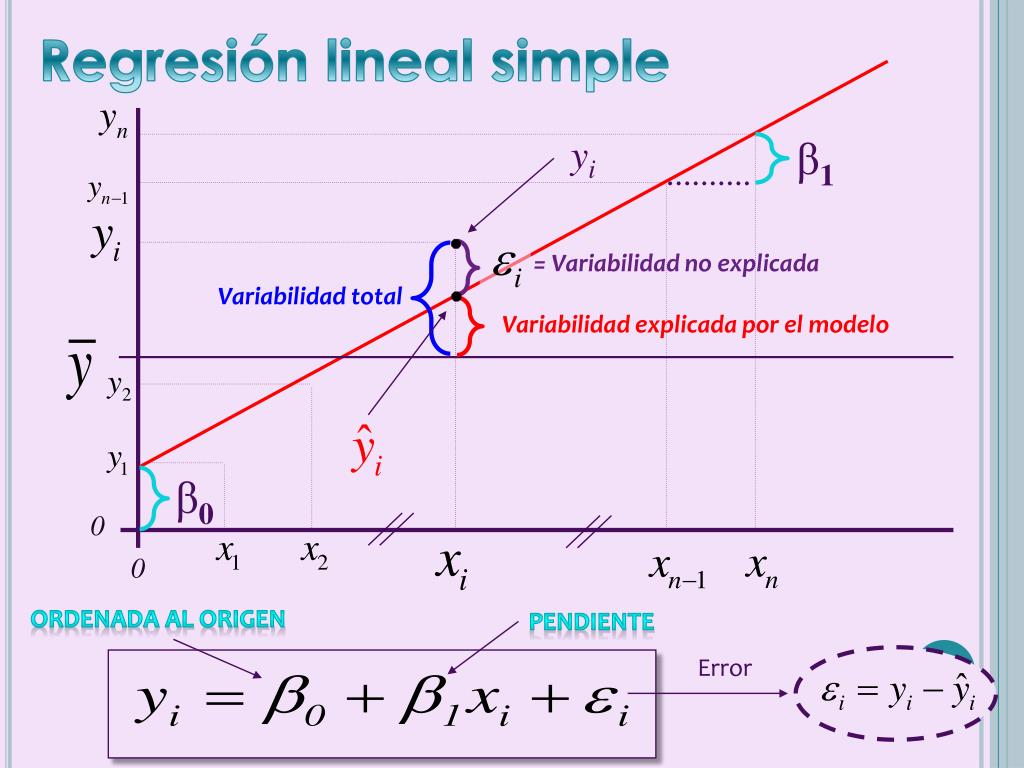 Regresión lineal simple
yₙ
yₙ₋₁
yᵢ
yᵢ
β₁
εᵢ = Variabilidad no explicada
Variabilidad total
Variabilidad explicada por el modelo
ȳ
y₂
ŷᵢ
y₁
β₀
0
0
x₁
x₂
xᵢ
xₙ₋₁
xₙ
ORDENADA AL ORIGEN
PENDIENTE
yᵢ = β₀ + β₁xᵢ + εᵢ
Error
εᵢ = yᵢ − ŷᵢ